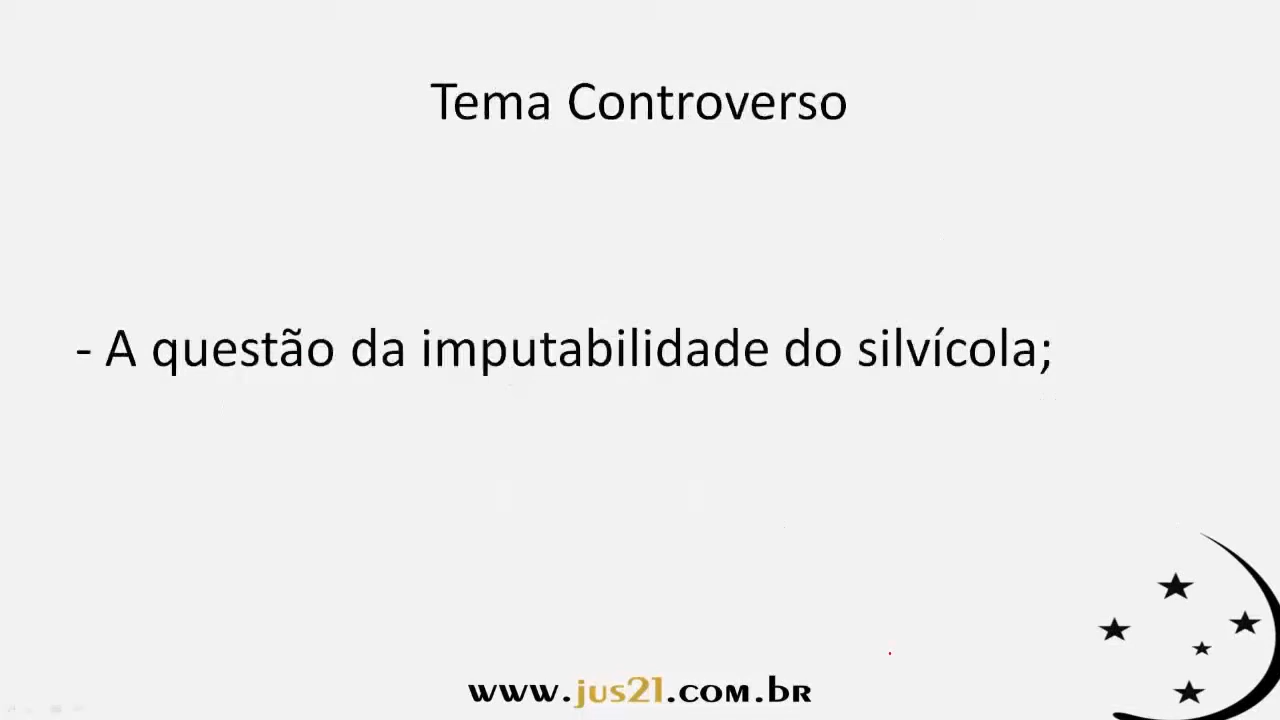 Tema Controverso
- A questão da imputabilidade do silvícola;
www.jus21.com.br